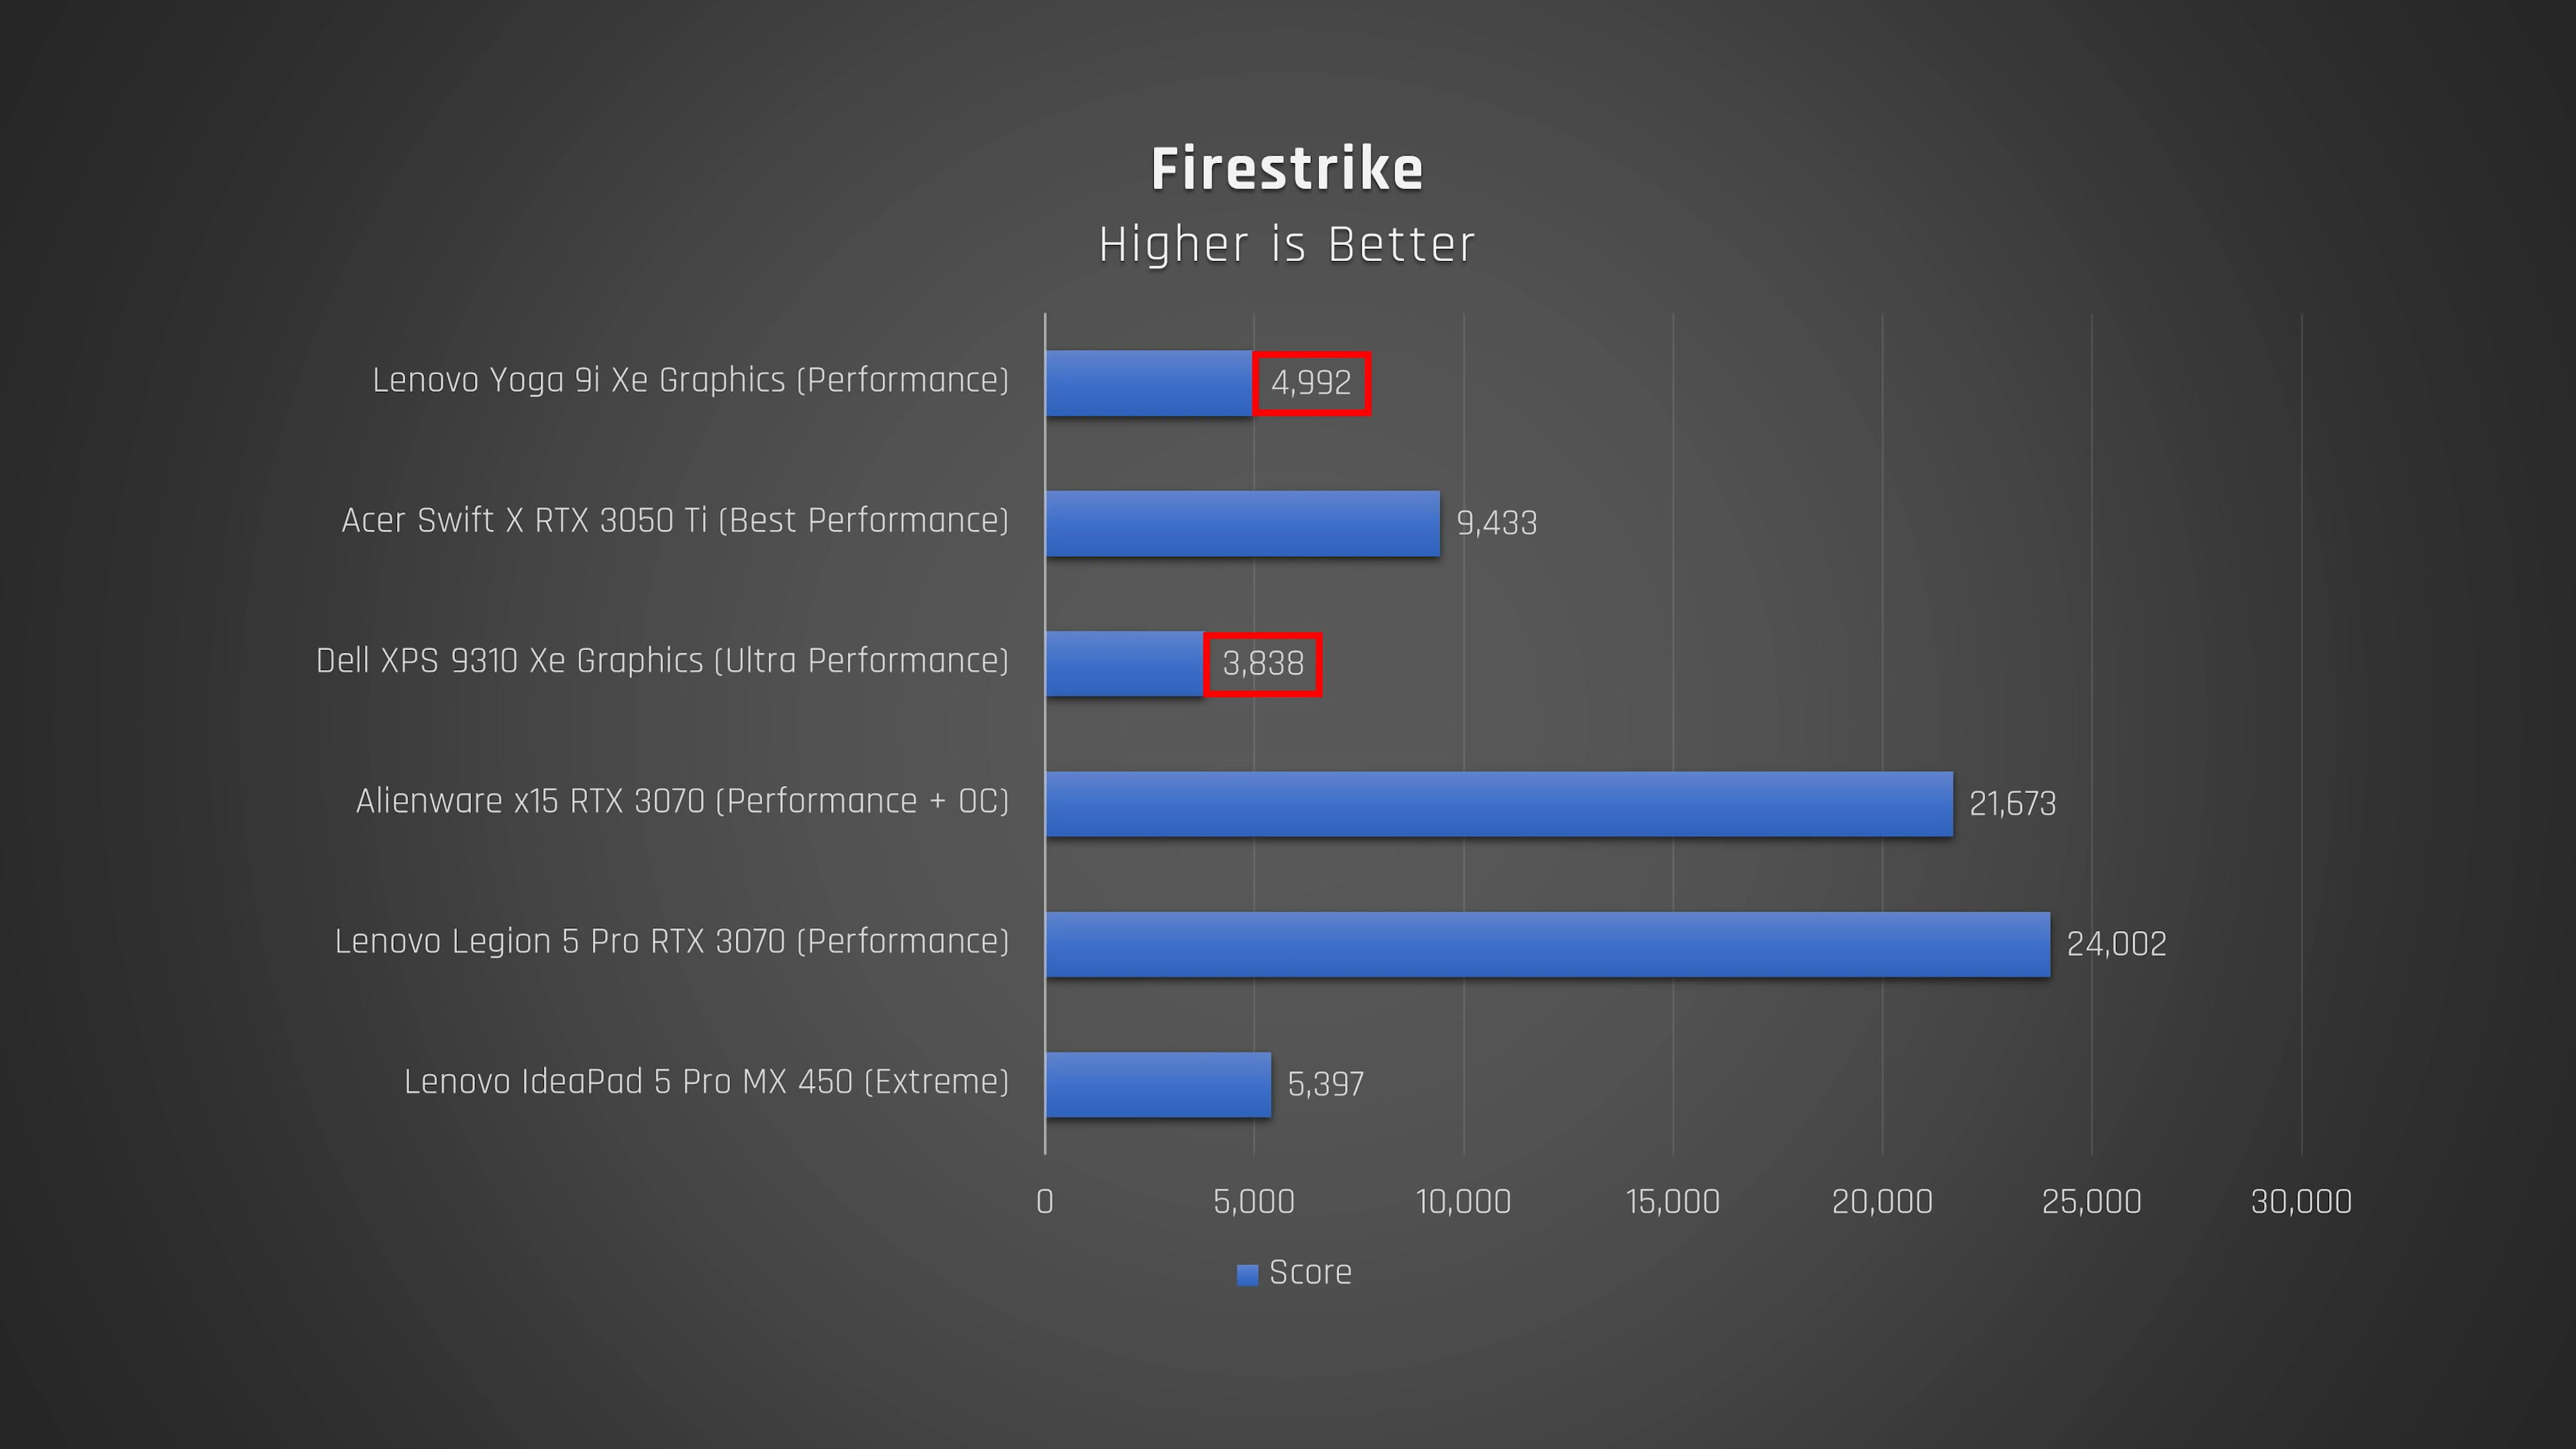 Firestrike
Higher is Better
Lenovo Yoga 9i Xe Graphics (Performance) 4,992
Acer Swift X RTX 3050 Ti (Best Performance) 9,433
Dell XPS 9310 Xe Graphics (Ultra Performance) 3,838
Alienware x15 RTX 3070 (Performance + OC) 21,673
Lenovo Legion 5 Pro RTX 3070 (Performance) 24,002
Lenovo IdeaPad 5 Pro MX 450 (Extreme) 5,397
0 5,000 10,000 15,000 20,000 25,000 30,000
Score